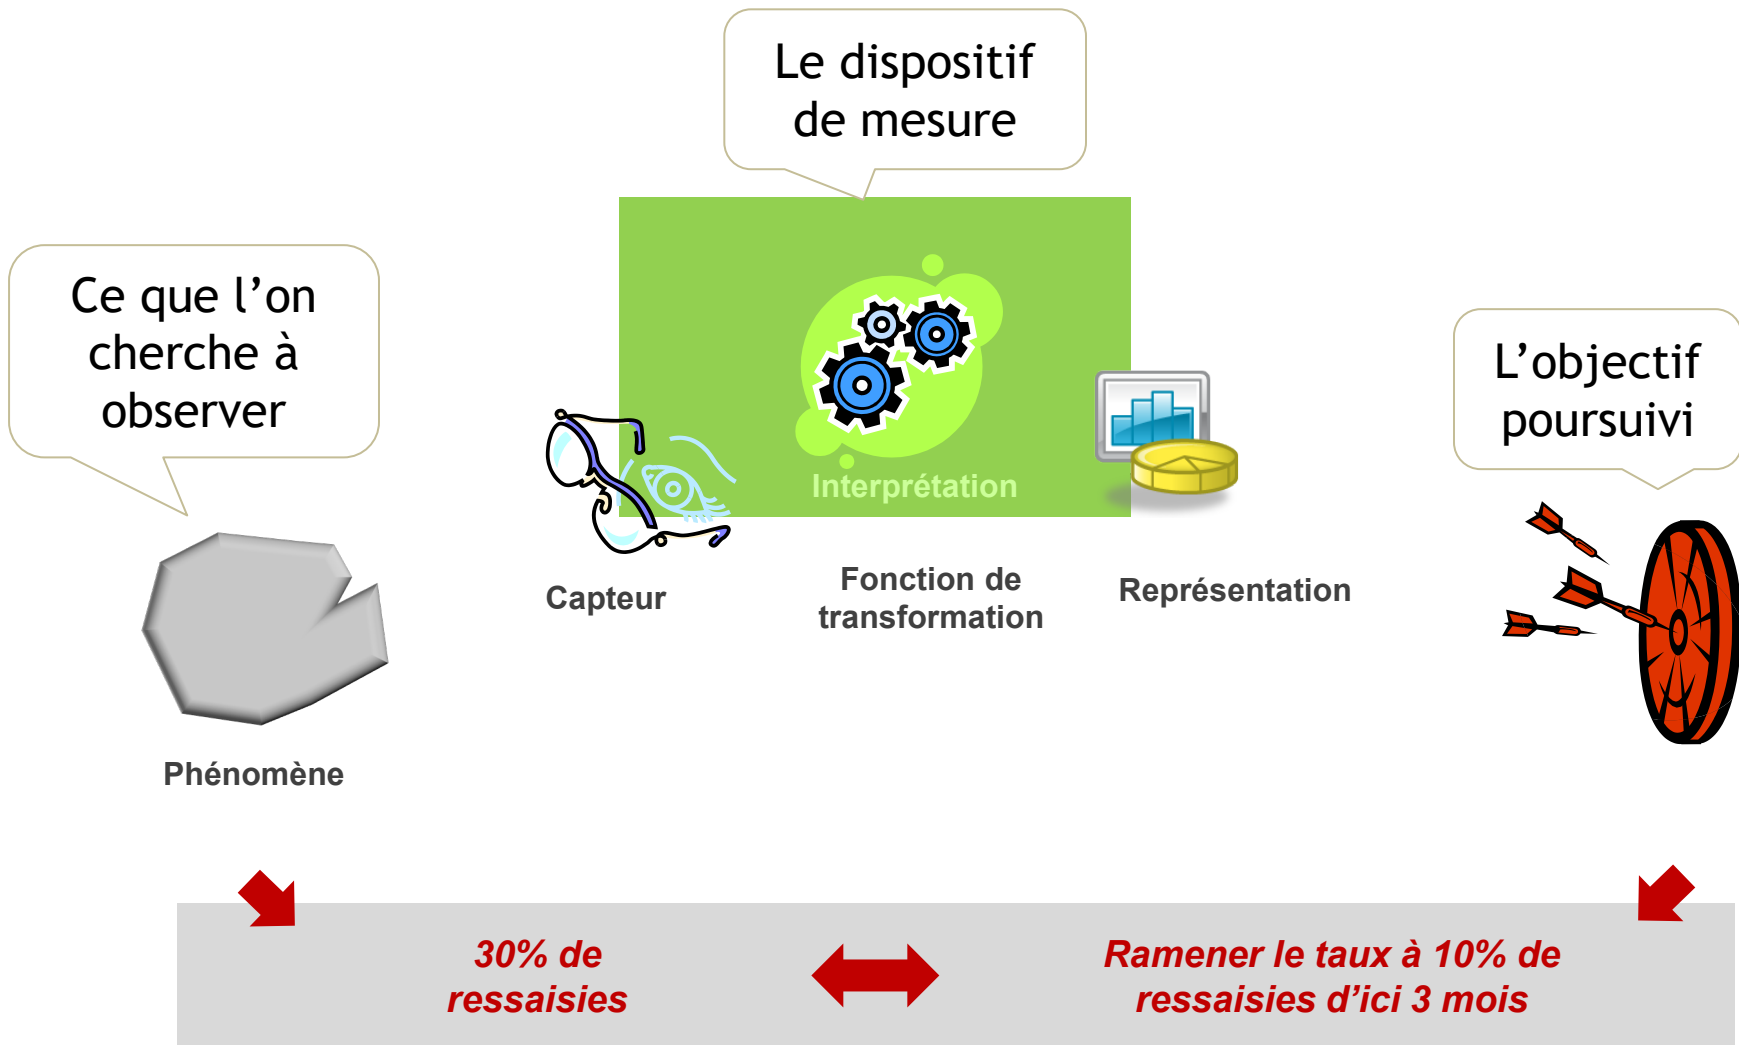 Le dispositif
de mesure
Ce que l’on
cherche à
observer
L’objectif
poursuivi
Interprétation
Capteur
Fonction de
transformation
Représentation
Phénomène
30% de
ressaisies
Ramener le taux à 10% de
ressaisies d’ici 3 mois